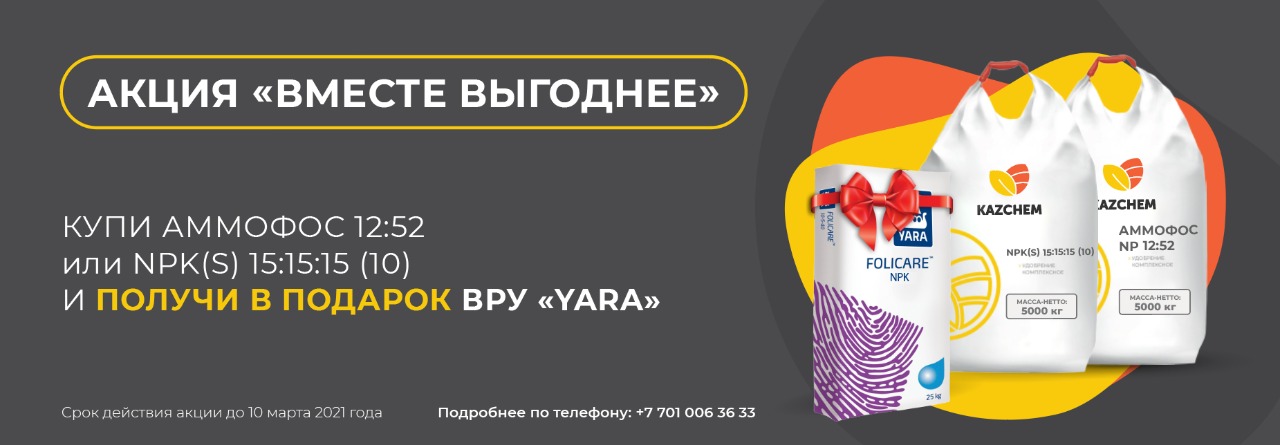 АКЦИЯ «ВМЕСТЕ ВЫГОДНЕЕ»
КУПИ АММОФОС 12:52
или NPK(S) 15:15:15 (10)
И ПОЛУЧИ В ПОДАРОК ВРУ «YARA»
Срок действия акции до 10 марта 2021 года
Подробнее по телефону: +7 701 006 36 33
FOLICARE
YARA
FOLICARE™
NPK
25 kg
KAZCHEM
NPK(S) 15:15:15 (10)
УДОБРЕНИЕ
КОМПЛЕКСНОЕ
МАССА-НЕТТО:
5000 кг
KAZCHEM
АММОФОС
NP 12:52
УДОБРЕНИЕ
КОМПЛЕКСНОЕ
МАССА-НЕТТО:
5000 кг